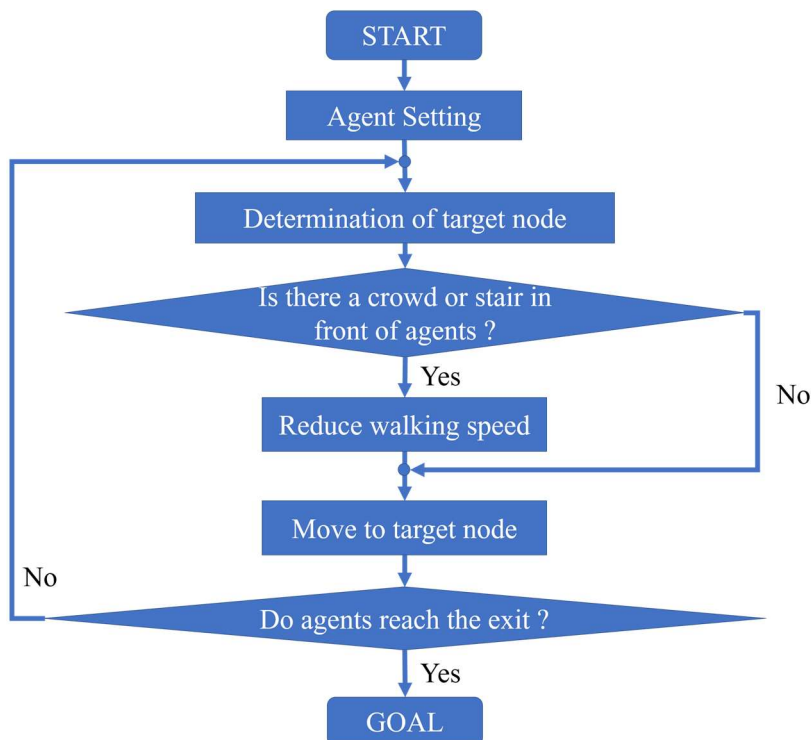 START
Agent Setting
Determination of target node
Is there a crowd or stair in
front of agents ?
Yes
No
Reduce walking speed
Move to target node
No
Do agents reach the exit ?
Yes
GOAL